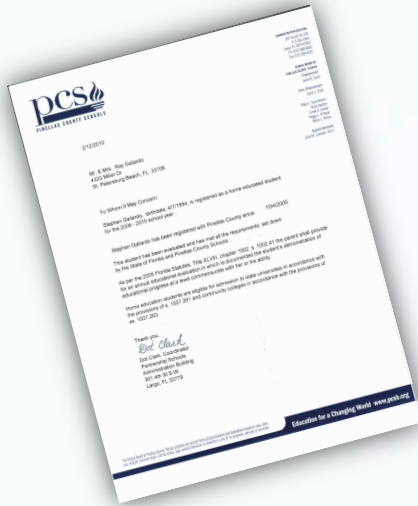 pcs
PINELLAS COUNTY SCHOOLS
2/12/2010
Mr. & Mrs. Ray Gallardo
4320 Miller Dr
St. Petersburg Beach, FL 33706
To Whom It May Concern:
Stephen Gallardo, birthdate, 4/7/1994, is registered as a home educated student
for the 2009 - 2010 school year.
Stephen Gallardo has been registered with Pinellas County since 10/4/2005
This student has been evaluated and has met all the requirements set down
by the State of Florida and Pinellas County Schools.
As per the 2005 Florida Statutes, Title XLVIII, chapter 1002, s. 1002.41 the parent shall provide
for an annual educational evaluation in which is documented the student's demonstration of
educational progress at a level commensurate with her or his ability.
Home education students are eligible for admission to state universities in accordance with
the provisions of s. 1007.261 and community colleges in accordance with the provisions of
ss. 1007.263.
Thank you,
Dot Clark
Dot Clark, Coordinator
Partnership Schools
Administration Building
301 4th St S.W.
Largo, FL 33779
Education for a Changing World www.pcsb.org